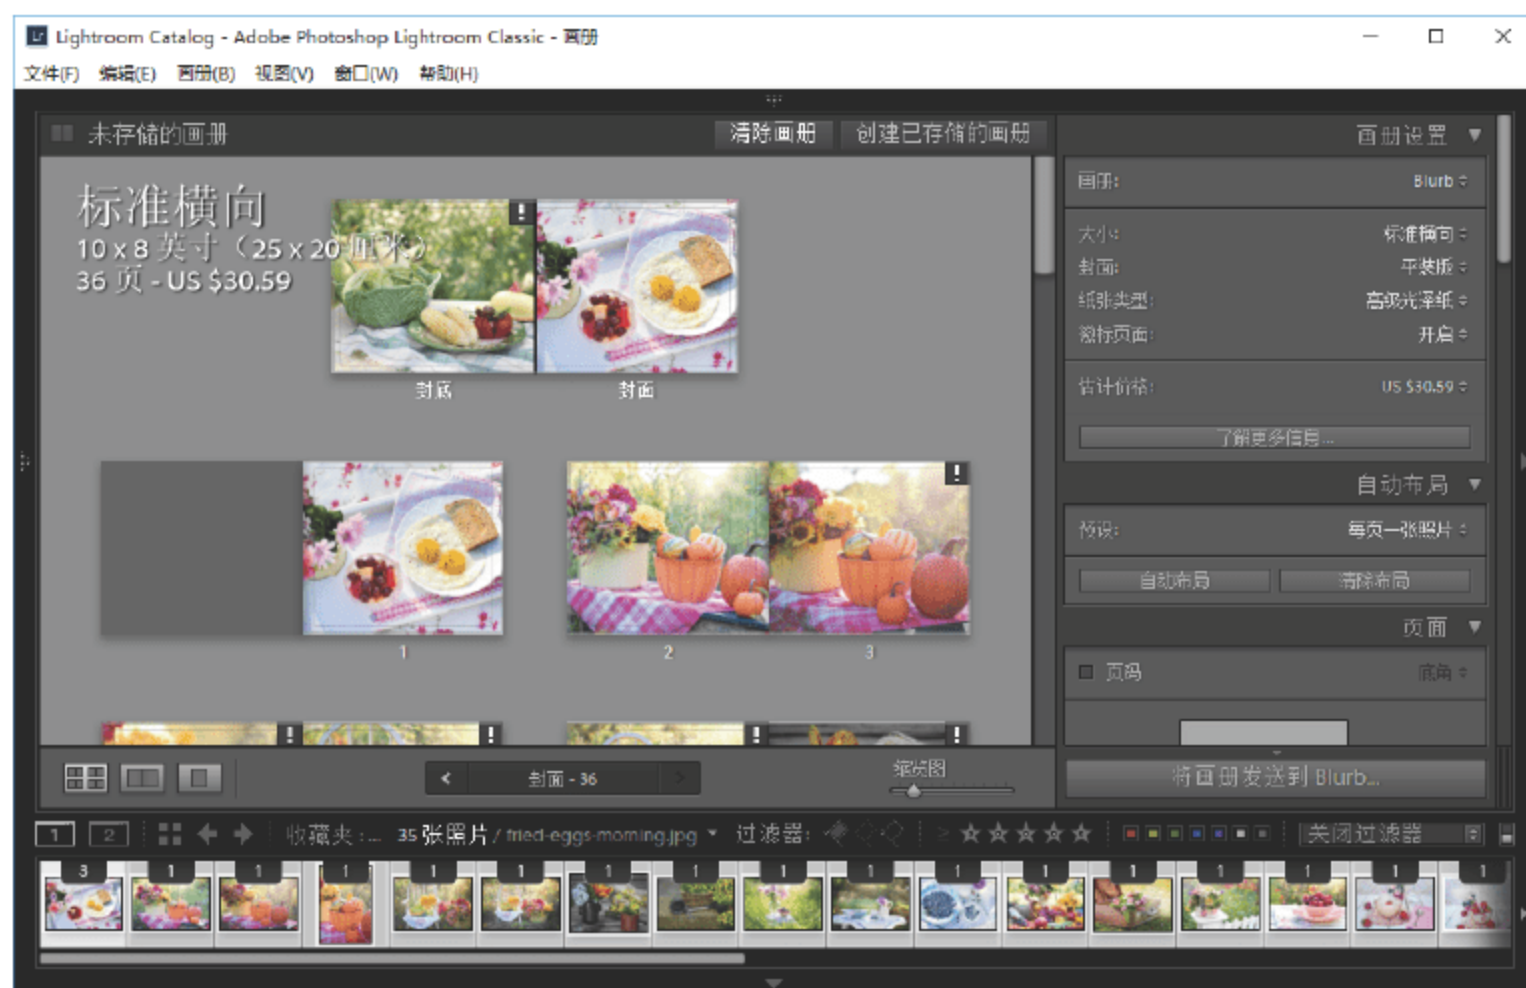 Lightroom Catalog - Adobe Photoshop Lightroom Classic - 画册
文件(F) 编辑(E) 画册(B) 视图(V) 窗口(W) 帮助(H)
未存储的画册 清除画册 创建已存储的画册
标准横向
10 x 8 英寸（25 x 20 厘米）
36 页 - US $30.59
封底 封面
1 2 3
封面 - 36
缩览图
画册设置
画册: Blurb
大小: 标准横向
封面: 平装版
纸张类型: 高级光泽纸
徽标页面: 开启
估计价格: US $30.59
了解更多信息...
自动布局
预设: 每页一张照片
自动布局 清除布局
页面
页码 底角
将画册发送到 Blurb...
1 2 收藏夹 :... 35 张照片 / fried-eggs-morning.jpg 过滤器: 关闭过滤器
3 1 1 1 1 1 1 1 1 1 1 1 1 1 1 1 1